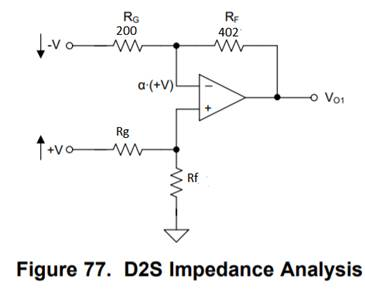 RG RF
200 402
-V
α·(+V)
−
+
VO1
Rg
+V
Rf
Figure 77. D2S Impedance Analysis